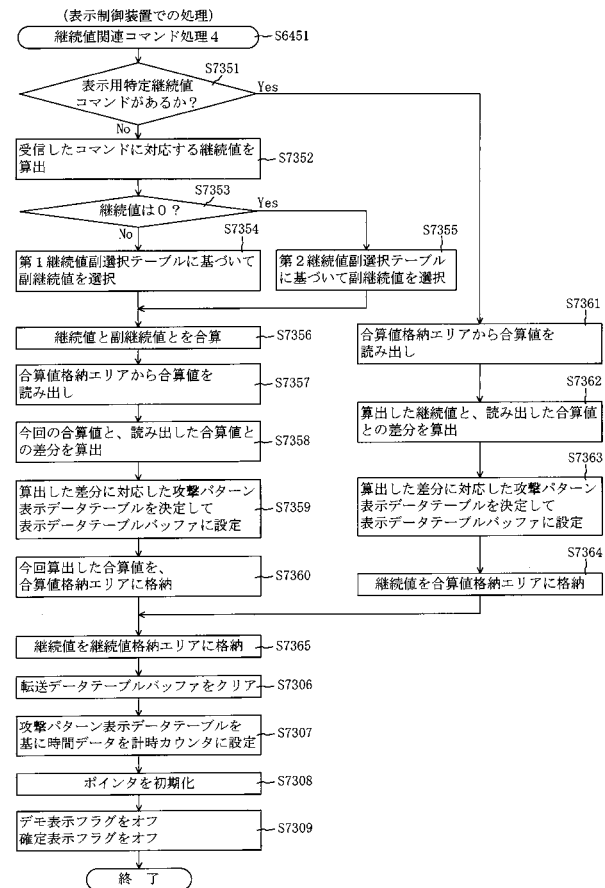 (表示制御装置での処理)
継続値関連コマンド処理４
S6451
S7351
表示用特定継続値
コマンドがあるか？
Yes
No
受信したコマンドに対応する継続値を
算出
S7352
S7353
継続値は０？
Yes
No
S7354
第１継続値副選択テーブルに基づいて
副継続値を選択
S7355
第２継続値副選択テーブル
に基づいて副継続値を選択
継続値と副継続値とを合算
S7356
合算値格納エリアから合算値を
読み出し
S7357
今回の合算値と、読み出した合算値と
の差分を算出
S7358
算出した差分に対応した攻撃パターン
表示データテーブルを決定して
表示データテーブルバッファに設定
S7359
今回算出した合算値を、
合算値格納エリアに格納
S7360
S7361
合算値格納エリアから合算値を
読み出し
S7362
算出した継続値と、読み出した合算値
との差分を算出
S7363
算出した差分に対応した攻撃パターン
表示データテーブルを決定して
表示データテーブルバッファに設定
S7364
継続値を合算値格納エリアに格納
継続値を継続値格納エリアに格納
S7365
転送データテーブルバッファをクリア
S7306
攻撃パターン表示データテーブルを
基に時間データを計時カウンタに設定
S7307
ポインタを初期化
S7308
デモ表示フラグをオフ
確定表示フラグをオフ
S7309
終 了